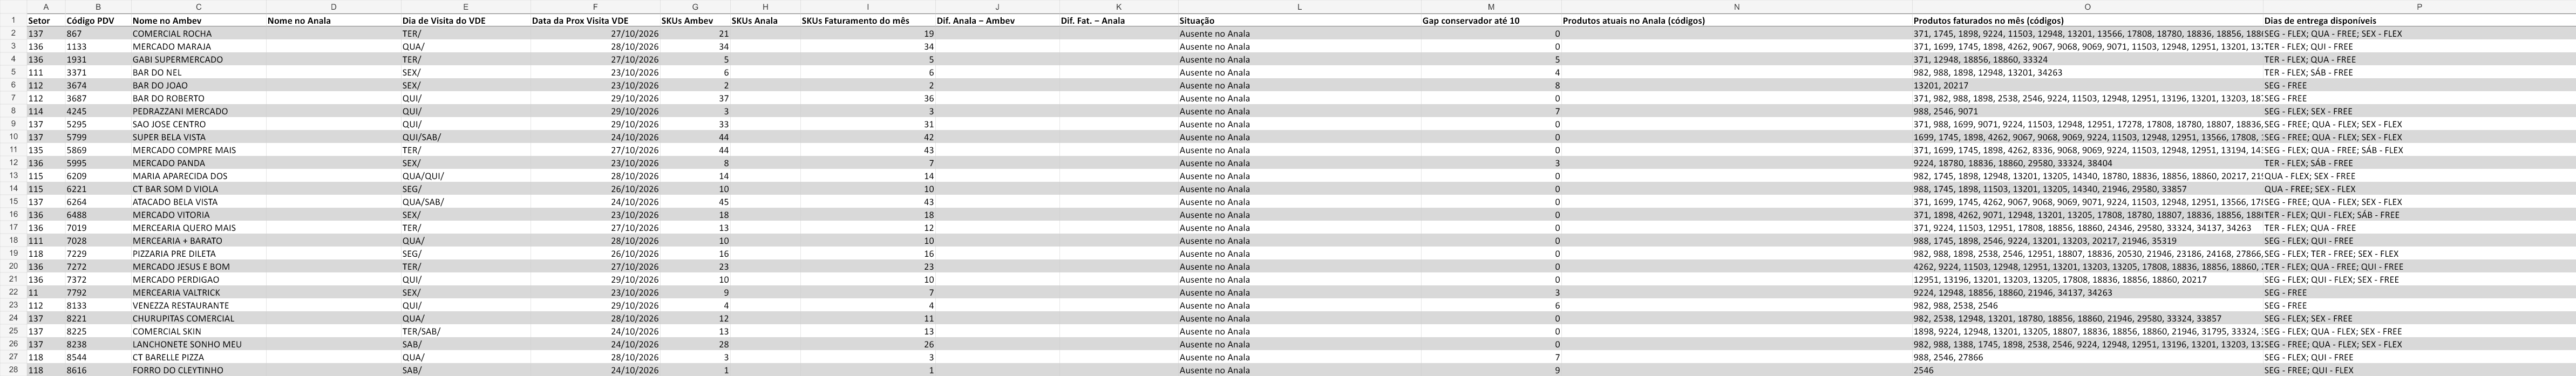 A B C D E F G H I J K L M N O P
1 Setor Código PDV Nome no Ambev Nome no Anala Dia de Visita do VDE Data da Prox Visita VDE SKUs Ambev SKUs Anala SKUs Faturamento do mês Dif. Anala – Ambev Dif. Fat. – Anala Situação Gap conservador até 10 Produtos atuais no Anala (códigos) Produtos faturados no mês (códigos) Dias de entrega disponíveis
2 137 867 COMERCIAL ROCHA TER/ 27/10/2026 21 19 Ausente no Anala 0 371, 1745, 1898, 9224, 11503, 12948, 13201, 13566, 17808, 18780, 18836, 18856, 188 SEG - FLEX; QUA - FREE; SEX - FLEX
3 136 1133 MERCADO MARAJA QUA/ 28/10/2026 34 34 Ausente no Anala 0 371, 1699, 1745, 1898, 4262, 9067, 9068, 9069, 9071, 11503, 12948, 12951, 13201, 13 TER - FLEX; QUI - FREE
4 136 1931 GABI SUPERMERCADO TER/ 27/10/2026 5 5 Ausente no Anala 5 371, 12948, 18856, 18860, 33324 TER - FLEX; QUA - FREE
5 111 3371 BAR DO NEL SEX/ 23/10/2026 6 6 Ausente no Anala 4 982, 988, 1898, 12948, 13201, 34263 TER - FLEX; SÁB - FREE
6 112 3674 BAR DO JOAO SEX/ 23/10/2026 2 2 Ausente no Anala 8 13201, 20217 SEG - FREE
7 112 3687 BAR DO ROBERTO QUI/ 29/10/2026 37 36 Ausente no Anala 0 371, 982, 988, 1898, 2538, 2546, 9224, 11503, 12948, 12951, 13196, 13201, 13203, 18 SEG - FREE
8 114 4245 PEDRAZZANI MERCADO QUI/ 29/10/2026 3 3 Ausente no Anala 7 988, 2546, 9071 SEG - FLEX; SEX - FREE
9 137 5295 SAO JOSE CENTRO QUI/ 29/10/2026 33 31 Ausente no Anala 0 371, 988, 1699, 1898, 9071, 9224, 11503, 12948, 12951, 17278, 17808, 18780, 18807, 18836, SEG - FREE; QUA - FLEX; SEX - FLEX
10 137 5799 SUPER BELA VISTA QUI/SAB/ 24/10/2026 44 42 Ausente no Anala 0 1699, 1745, 1898, 4262, 9067, 9068, 9069, 9224, 11503, 12948, 12951, 13566, 17808, SEG - FREE; QUA - FLEX; SEX - FLEX
11 135 5869 MERCADO COMPRE MAIS TER/ 27/10/2026 44 43 Ausente no Anala 0 371, 1699, 1745, 1898, 4262, 8336, 9068, 9069, 9224, 11503, 12948, 12951, 13194, 14 SEG - FLEX; QUA - FREE; SÁB - FLEX
12 136 5995 MERCADO PANDA SEX/ 23/10/2026 8 7 Ausente no Anala 3 9224, 18780, 18836, 18860, 29580, 33324, 38404 TER - FLEX; SÁB - FREE
13 115 6209 MARIA APARECIDA DOS QUA/QUI/ 28/10/2026 14 14 Ausente no Anala 0 982, 1745, 1898, 12948, 13201, 13205, 14340, 18780, 18836, 18856, 18860, 20217, 21 QUA - FLEX; SEX - FREE
14 115 6221 CT BAR SOM D VIOLA SEG/ 26/10/2026 10 10 Ausente no Anala 0 988, 1745, 1898, 11503, 13201, 13205, 14340, 21946, 29580, 33857 QUA - FREE; SEX - FLEX
15 137 6264 ATACADO BELA VISTA QUA/SAB/ 24/10/2026 45 43 Ausente no Anala 0 371, 1699, 1745, 4262, 9067, 9068, 9069, 9071, 9224, 11503, 12948, 12951, 13566, 17 SEG - FREE; QUA - FLEX; SEX - FLEX
16 136 6488 MERCADO VITORIA SEX/ 23/10/2026 18 18 Ausente no Anala 0 371, 1898, 4262, 9071, 12948, 13201, 13205, 17808, 18780, 18807, 18836, 18856, 188 TER - FLEX; QUI - FLEX; SÁB - FREE
17 136 7019 MERCEARIA QUERO MAIS TER/ 27/10/2026 13 12 Ausente no Anala 0 371, 9224, 11503, 12951, 17808, 18856, 18860, 24346, 29580, 33324, 34137, 34263 TER - FLEX; QUA - FREE
18 111 7028 MERCEARIA + BARATO QUA/ 28/10/2026 10 10 Ausente no Anala 0 988, 1745, 1898, 2546, 9224, 13201, 13203, 20217, 21946, 35319 SEG - FLEX; QUI - FREE
19 118 7229 PIZZARIA PRE DILETA SEG/ 26/10/2026 16 16 Ausente no Anala 0 982, 988, 1898, 2538, 2546, 12951, 18807, 18836, 20530, 21946, 23186, 24168, 27866, SEG - FLEX; TER - FREE; SEX - FLEX
20 136 7272 MERCADO JESUS E BOM TER/ 27/10/2026 23 23 Ausente no Anala 0 4262, 9224, 11503, 12948, 12951, 13201, 13203, 13205, 17808, 18836, 18856, 18860, TER - FLEX; QUA - FREE; QUI - FREE
21 136 7372 MERCADO PERDIGAO QUI/ 29/10/2026 10 10 Ausente no Anala 0 12951, 13196, 13201, 13203, 13205, 17808, 18836, 18856, 18860, 20217 SEG - FLEX; QUI - FLEX; SEX - FREE
22 11 7792 MERCEARIA VALTRICK SEX/ 23/10/2026 9 7 Ausente no Anala 3 9224, 12948, 18856, 18860, 21946, 34137, 34263 SEG - FREE
23 112 8133 VENEZZA RESTAURANTE QUI/ 29/10/2026 4 4 Ausente no Anala 6 982, 988, 2538, 2546 SEG - FREE
24 137 8221 CHURUPITAS COMERCIAL QUA/ 28/10/2026 12 11 Ausente no Anala 0 982, 2538, 12948, 13201, 18780, 18856, 18860, 21946, 29580, 33324, 33857 SEG - FLEX; SEX - FREE
25 137 8225 COMERCIAL SKIN TER/SAB/ 24/10/2026 13 13 Ausente no Anala 0 1898, 9224, 12948, 13201, 13205, 18807, 18836, 18856, 18860, 21946, 31795, 33324, SEG - FLEX; QUA - FLEX; SEX - FREE
26 137 8238 LANCHONETE SONHO MEU SAB/ 24/10/2026 28 26 Ausente no Anala 0 982, 988, 1388, 1745, 1898, 2538, 2546, 9224, 12948, 12951, 13196, 13201, 13203, 13 SEG - FREE; QUA - FLEX; SEX - FLEX
27 118 8544 CT BARELLE PIZZA QUA/ 28/10/2026 3 3 Ausente no Anala 7 988, 2546, 27866 SEG - FLEX; QUI - FREE
28 118 8616 FORRO DO CLEYTINHO SAB/ 24/10/2026 1 1 Ausente no Anala 9 2546 SEG - FREE; QUI - FLEX